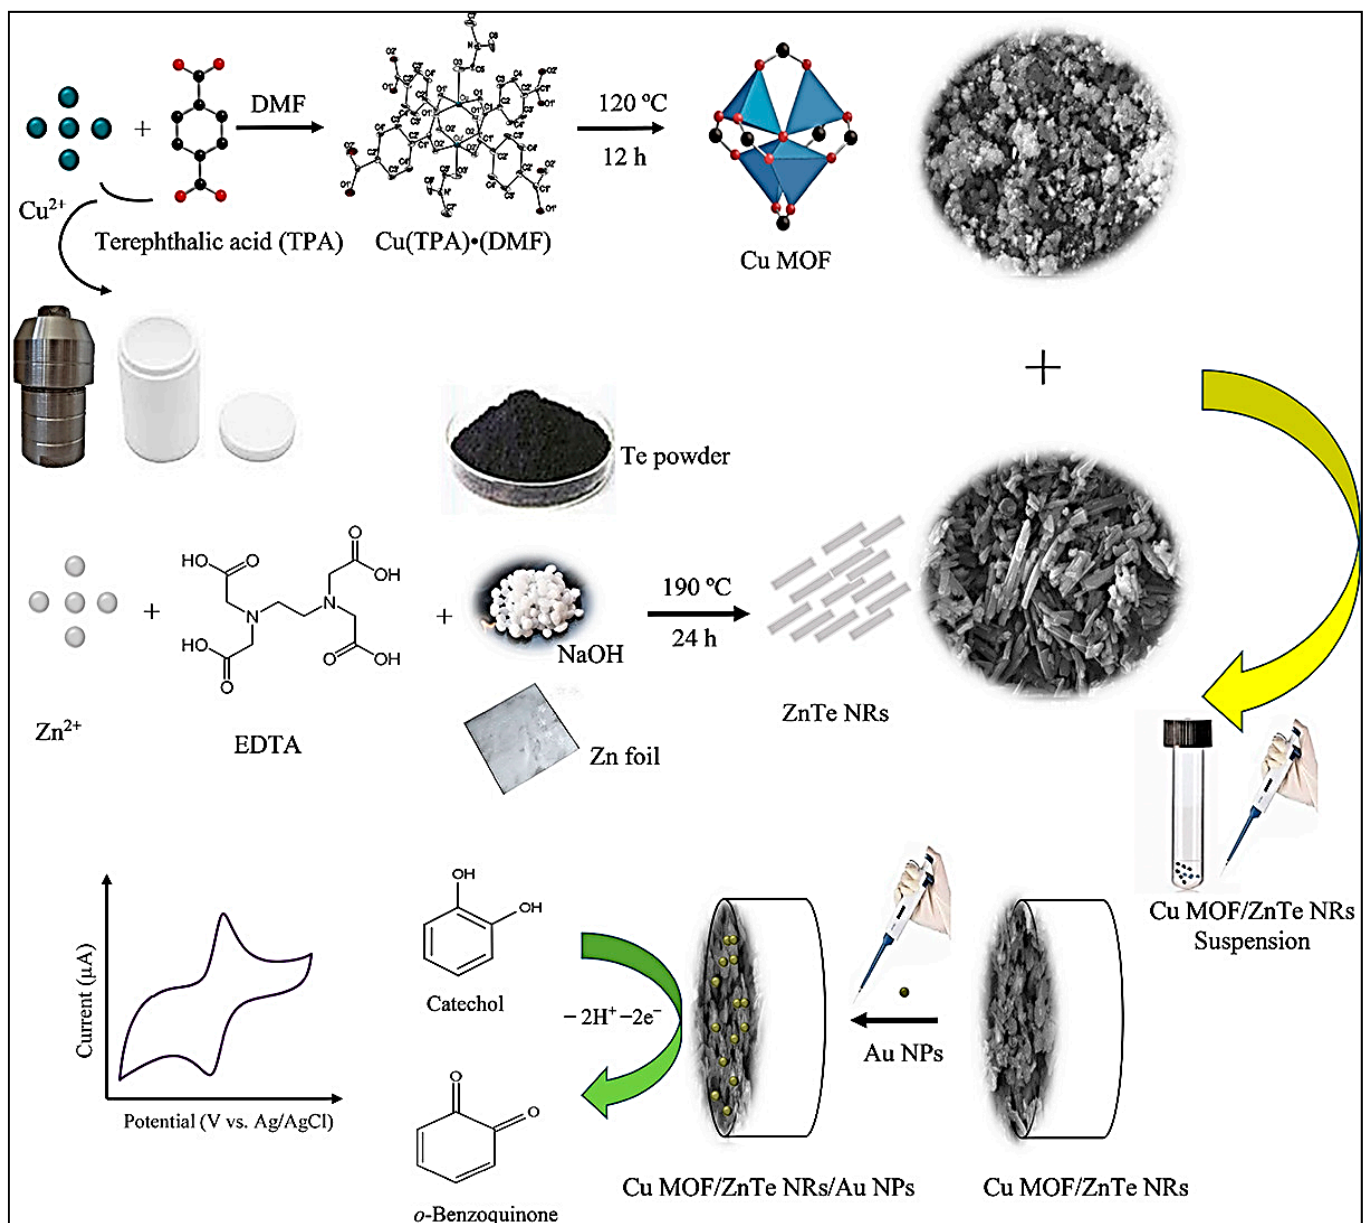 DMF
120 ºC
12 h
Cu²⁺
Terephthalic acid (TPA)
Cu(TPA)•(DMF)
Cu MOF
Te powder
HO
O
O
OH
N
N
HO
O
O
OH
NaOH
190 ºC
24 h
Zn²⁺
EDTA
Zn foil
ZnTe NRs
Cu MOF/ZnTe NRs
Suspension
Current (µA)
Potential (V vs. Ag/AgCl)
OH
OH
Catechol
− 2H⁺ −2e⁻
O
O
o-Benzoquinone
Au NPs
Cu MOF/ZnTe NRs/Au NPs
Cu MOF/ZnTe NRs